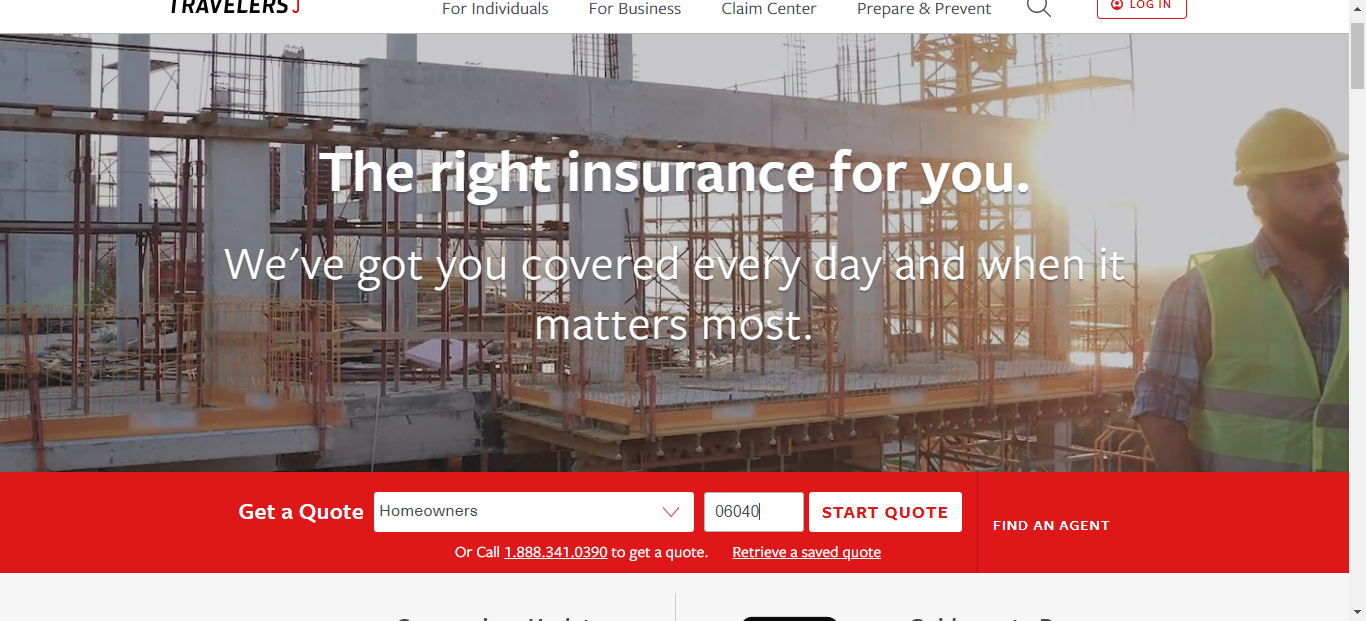 TRAVELERS
For Individuals For Business Claim Center Prepare & Prevent LOG IN
The right insurance for you.
We've got you covered every day and when it
matters most.
Get a Quote Homeowners 06040 START QUOTE
FIND AN AGENT
Or Call 1.888.341.0390 to get a quote. Retrieve a saved quote